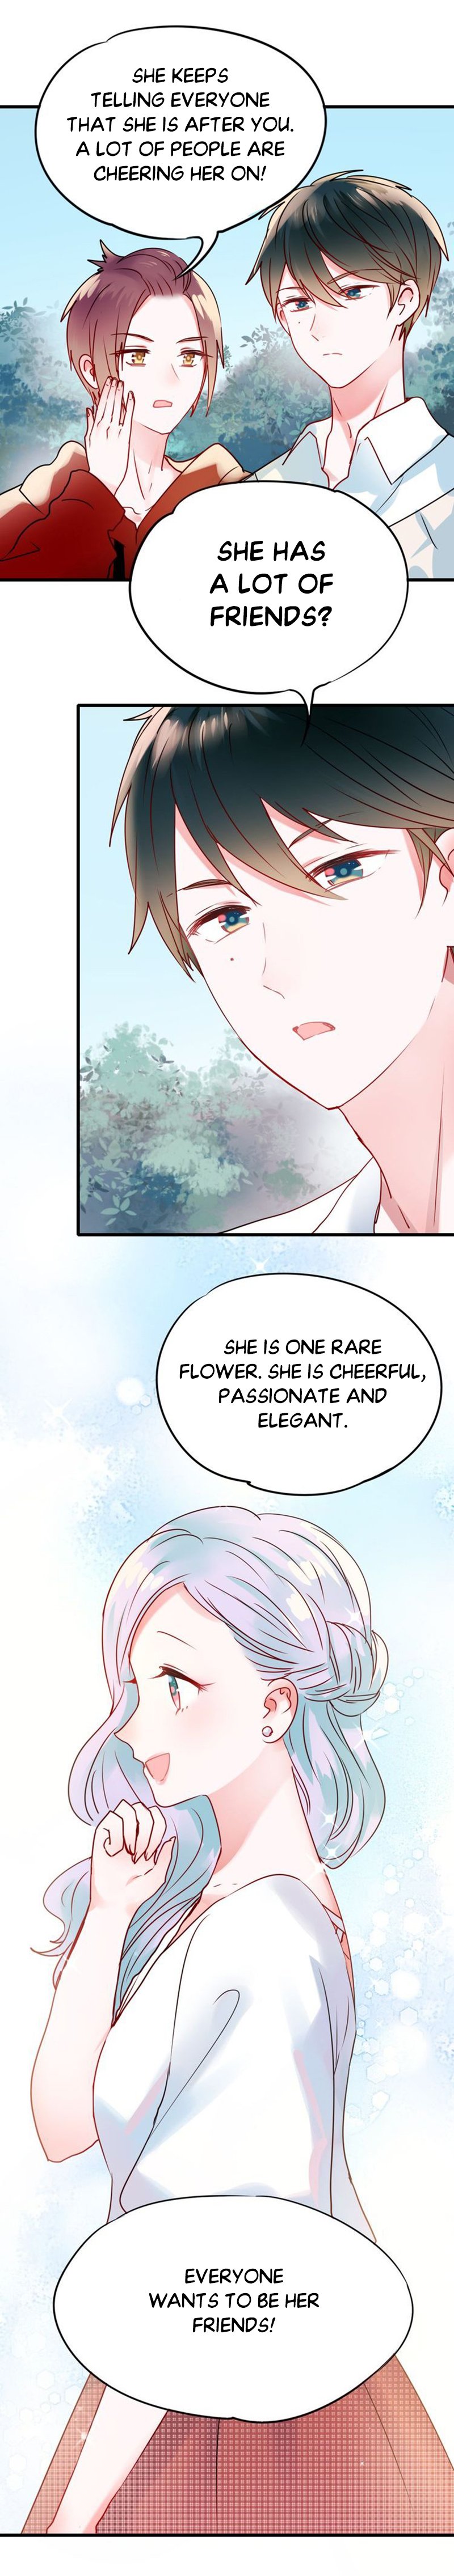 SHE KEEPS
TELLING EVERYONE
THAT SHE IS AFTER YOU.
A LOT OF PEOPLE ARE
CHEERING HER ON!
SHE HAS
A LOT OF
FRIENDS?
SHE IS ONE RARE
FLOWER. SHE IS CHEERFUL,
PASSIONATE AND
ELEGANT.
EVERYONE
WANTS TO BE HER
FRIENDS!